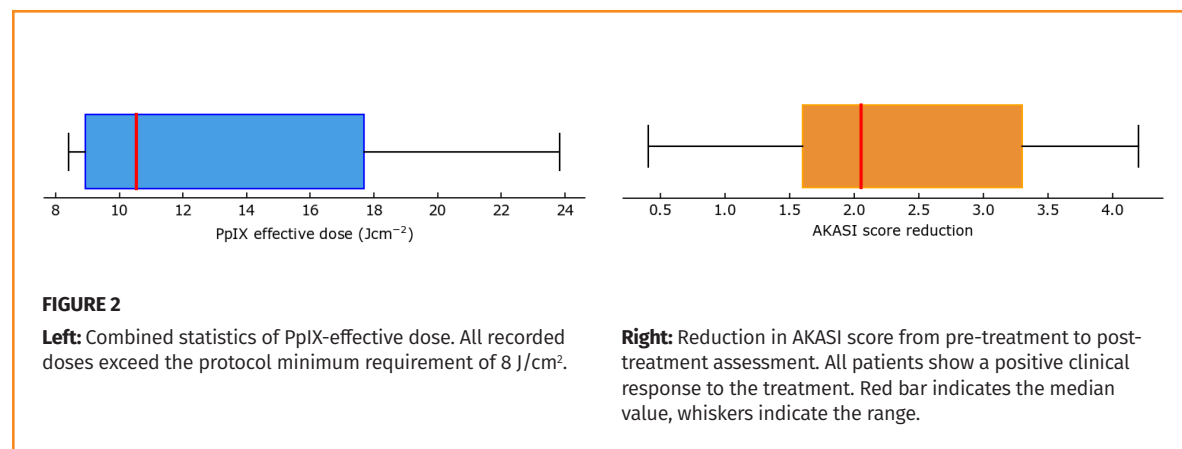 8 10 12 14 16 18 20 22 24
PpIX effective dose (Jcm⁻²)
0.5 1.0 1.5 2.0 2.5 3.0 3.5 4.0
AKASI score reduction
FIGURE 2
Left: Combined statistics of PpIX-effective dose. All recorded
doses exceed the protocol minimum requirement of 8 J/cm².
Right: Reduction in AKASI score from pre-treatment to post-
treatment assessment. All patients show a positive clinical
response to the treatment. Red bar indicates the median
value, whiskers indicate the range.